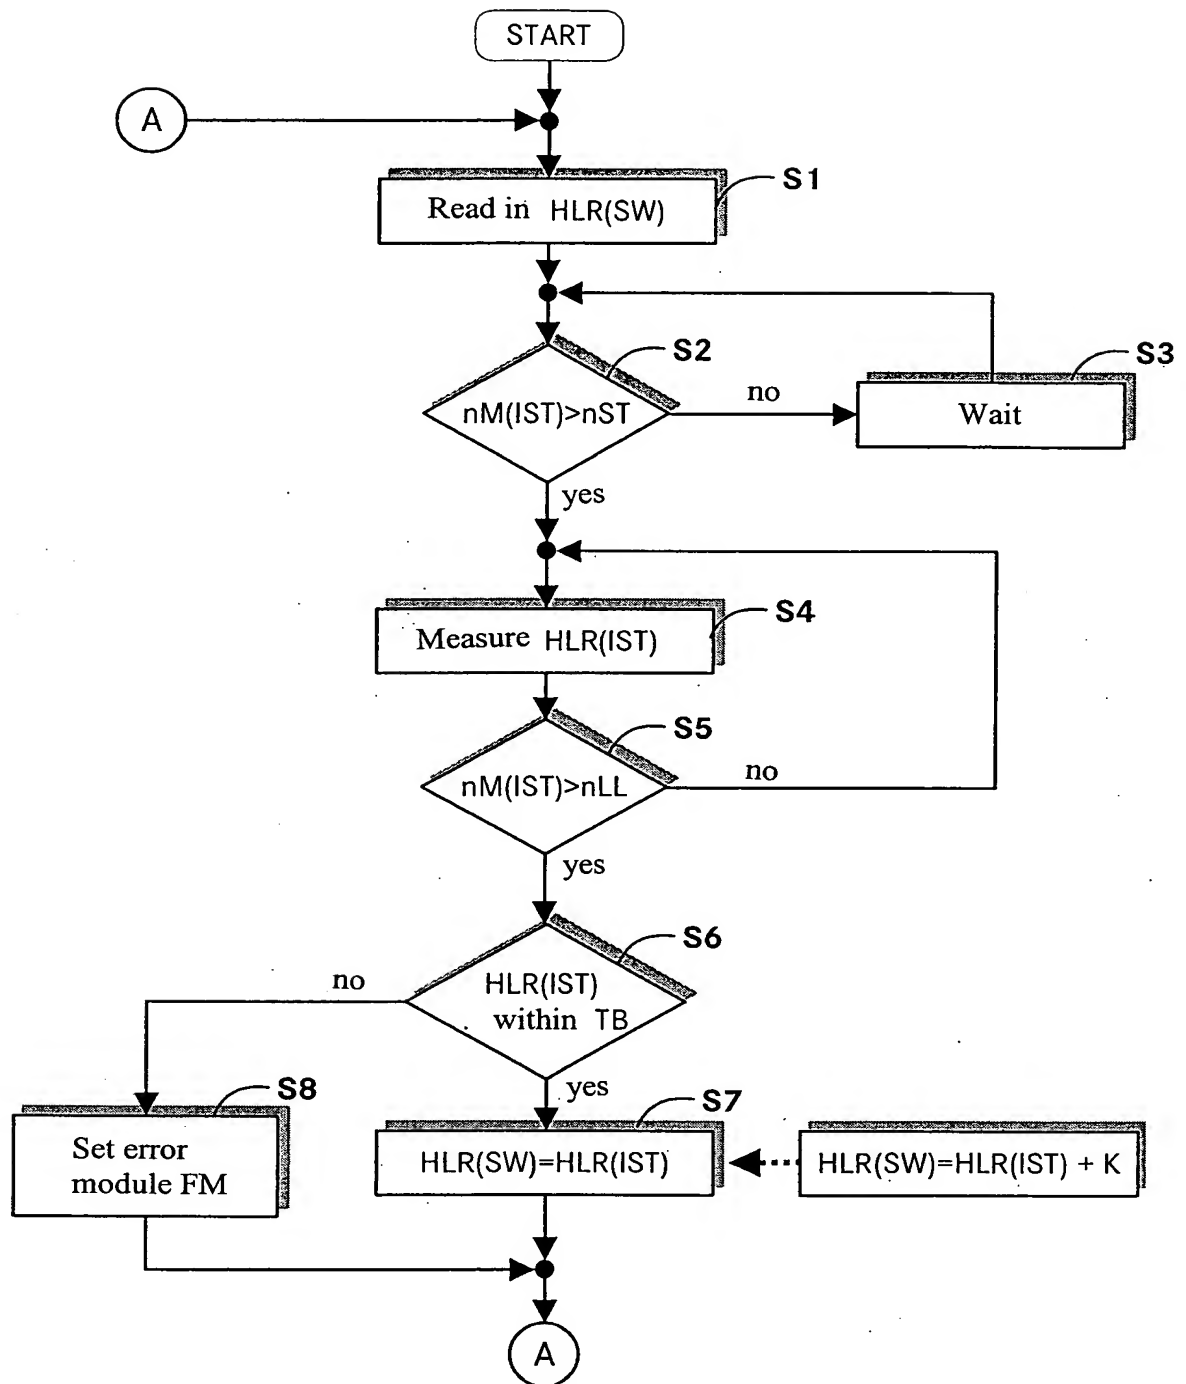 START
A
S1
Read in HLR(SW)
S2
nM(IST)>nST
no
S3
Wait
yes
S4
Measure HLR(IST)
S5
nM(IST)>nLL
no
yes
S6
HLR(IST)
within TB
no
yes
S8
Set error
module FM
S7
HLR(SW)=HLR(IST)
HLR(SW)=HLR(IST) + K
A